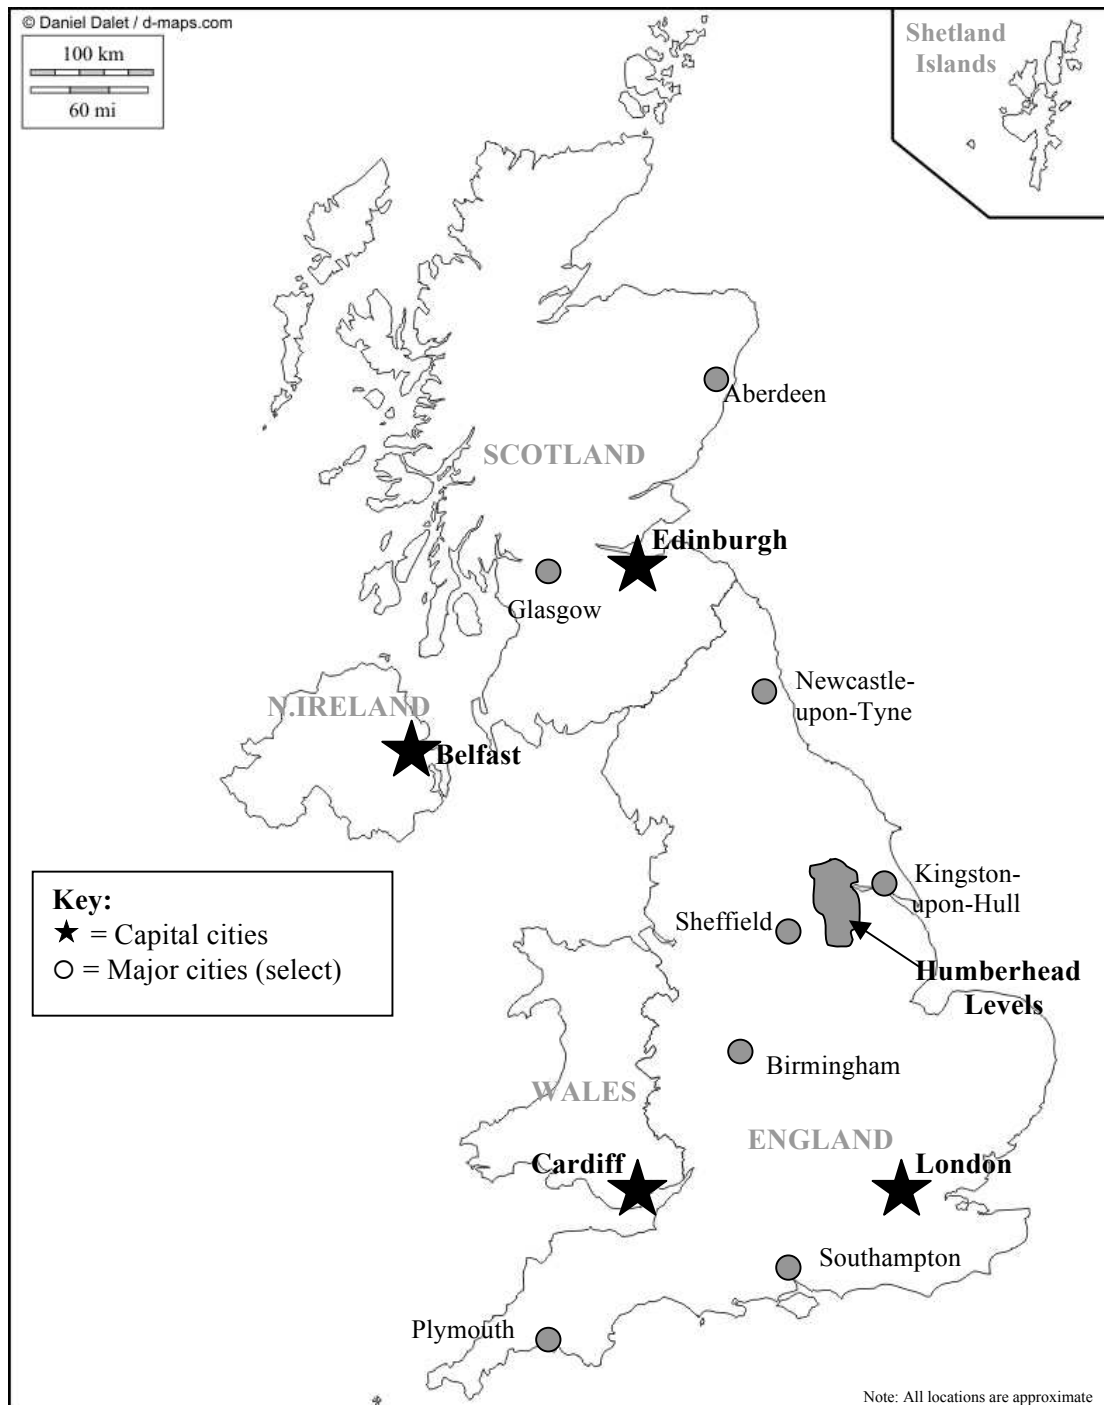 © Daniel Dalet / d-maps.com
100 km
60 mi
Shetland
Islands
Aberdeen
SCOTLAND
Edinburgh
Glasgow
Newcastle-
upon-Tyne
N.IRELAND
Belfast
Key:
★ = Capital cities
○ = Major cities (select)
Kingston-
upon-Hull
Sheffield
Humberhead
Levels
Birmingham
WALES
ENGLAND
Cardiff
London
Southampton
Plymouth
Note: All locations are approximate